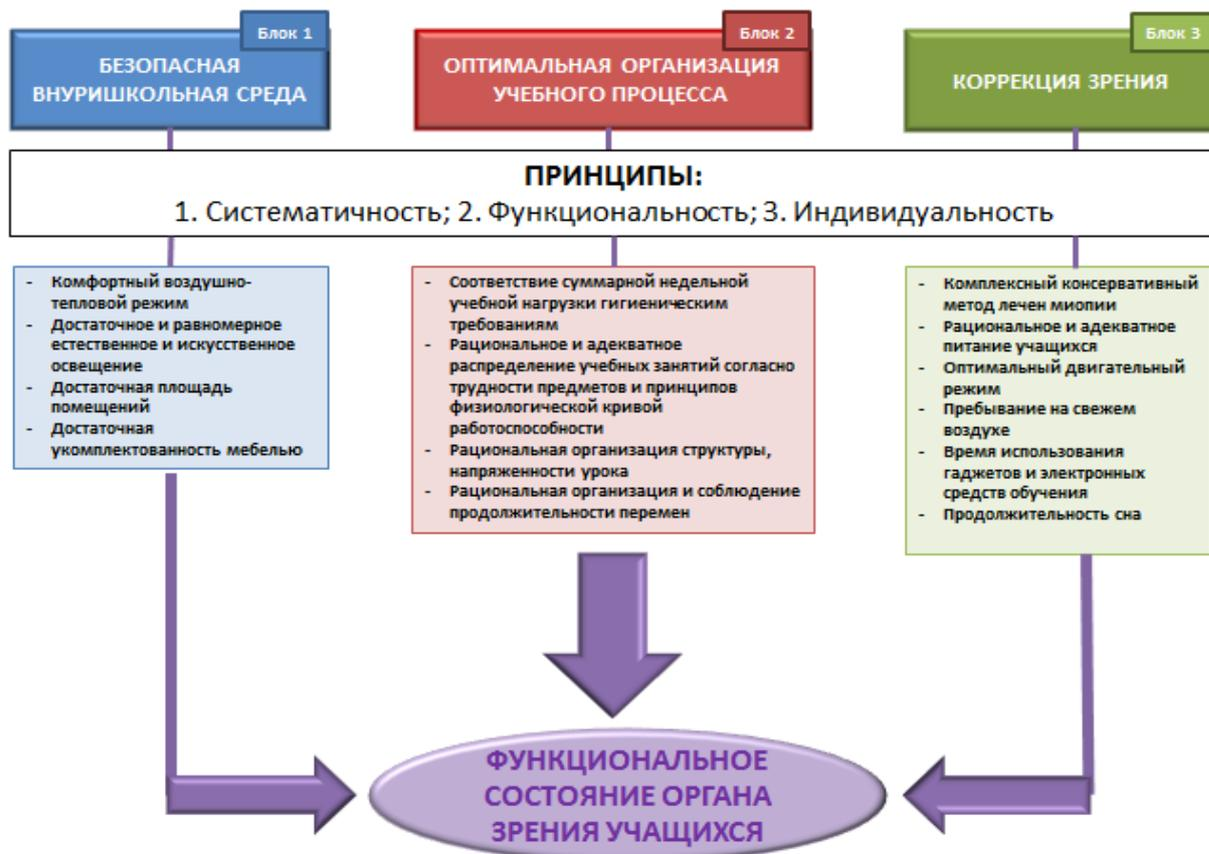 Блок 1
БЕЗОПАСНАЯ
ВНУРИШКОЛЬНАЯ СРЕДА
Блок 2
ОПТИМАЛЬНАЯ ОРГАНИЗАЦИЯ
УЧЕБНОГО ПРОЦЕССА
Блок 3
КОРРЕКЦИЯ ЗРЕНИЯ
ПРИНЦИПЫ:
1. Систематичность; 2. Функциональность; 3. Индивидуальность
- Комфортный воздушно-
тепловой режим
- Достаточное и равномерное
естественное и искусственное
освещение
- Достаточная площадь
помещений
- Достаточная
укомплектованность мебелью
- Соответствие суммарной недельной
учебной нагрузки гигиеническим
требованиям
- Рациональное и адекватное
распределение учебных занятий согласно
трудности предметов и принципов
физиологической кривой
работоспособности
- Рациональная организация структуры,
напряженности урока
- Рациональная организация и соблюдение
продолжительности перемен
- Комплексный консервативный
метод лечен миопии
- Рациональное и адекватное
питание учащихся
- Оптимальный двигательный
режим
- Пребывание на свежем
воздухе
- Время использования
гаджетов и электронных
средств обучения
- Продолжительность сна
ФУНКЦИОНАЛЬНОЕ
СОСТОЯНИЕ ОРГАНА
ЗРЕНИЯ УЧАЩИХСЯ